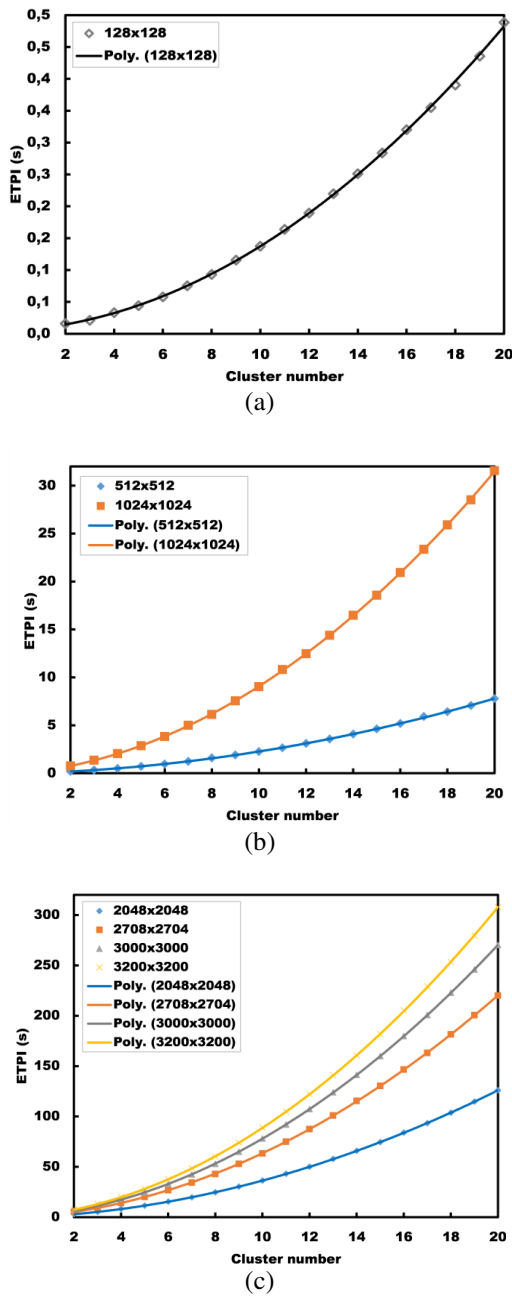 0,5
0,5
0,4
0,4
0,3
0,3
0,2
0,2
0,1
0,1
0,0
ETPI (s)
128x128
Poly. (128x128)
2 4 6 8 10 12 14 16 18 20
Cluster number
(a)
30
25
20
15
10
5
0
ETPI (s)
512x512
1024x1024
Poly. (512x512)
Poly. (1024x1024)
2 4 6 8 10 12 14 16 18 20
Cluster number
(b)
300
250
200
150
100
50
0
ETPI (s)
2048x2048
2708x2704
3000x3000
3200x3200
Poly. (2048x2048)
Poly. (2708x2704)
Poly. (3000x3000)
Poly. (3200x3200)
2 4 6 8 10 12 14 16 18 20
Cluster number
(c)